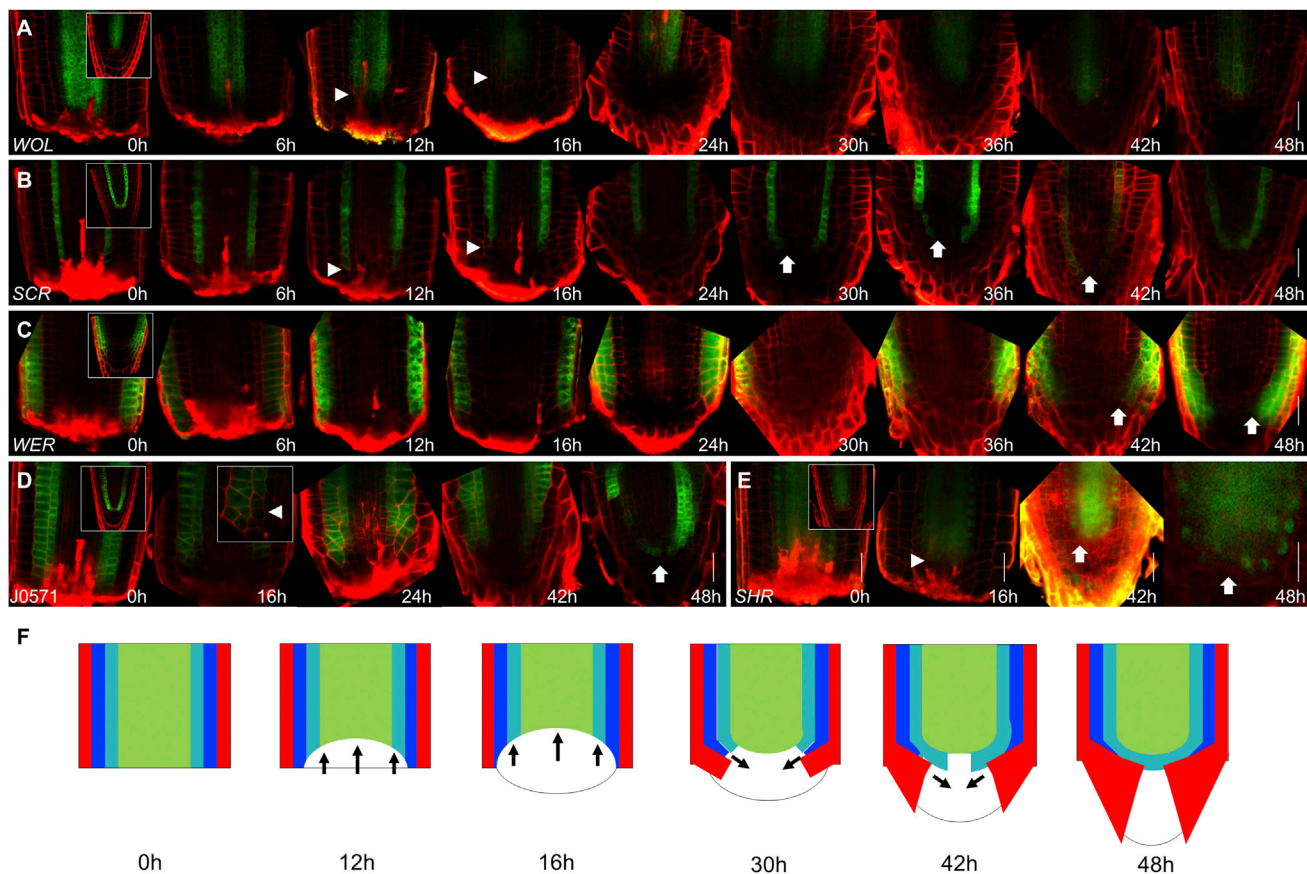 A
WOL 0h 6h 12h 16h 24h 30h 36h 42h 48h
B
SCR 0h 6h 12h 16h 24h 30h 36h 42h 48h
C
WER 0h 6h 12h 16h 24h 30h 36h 42h 48h
D E
J0571 0h 16h 24h 42h 48h SHR 0h 16h 42h 48h
F
0h 12h 16h 30h 42h 48h